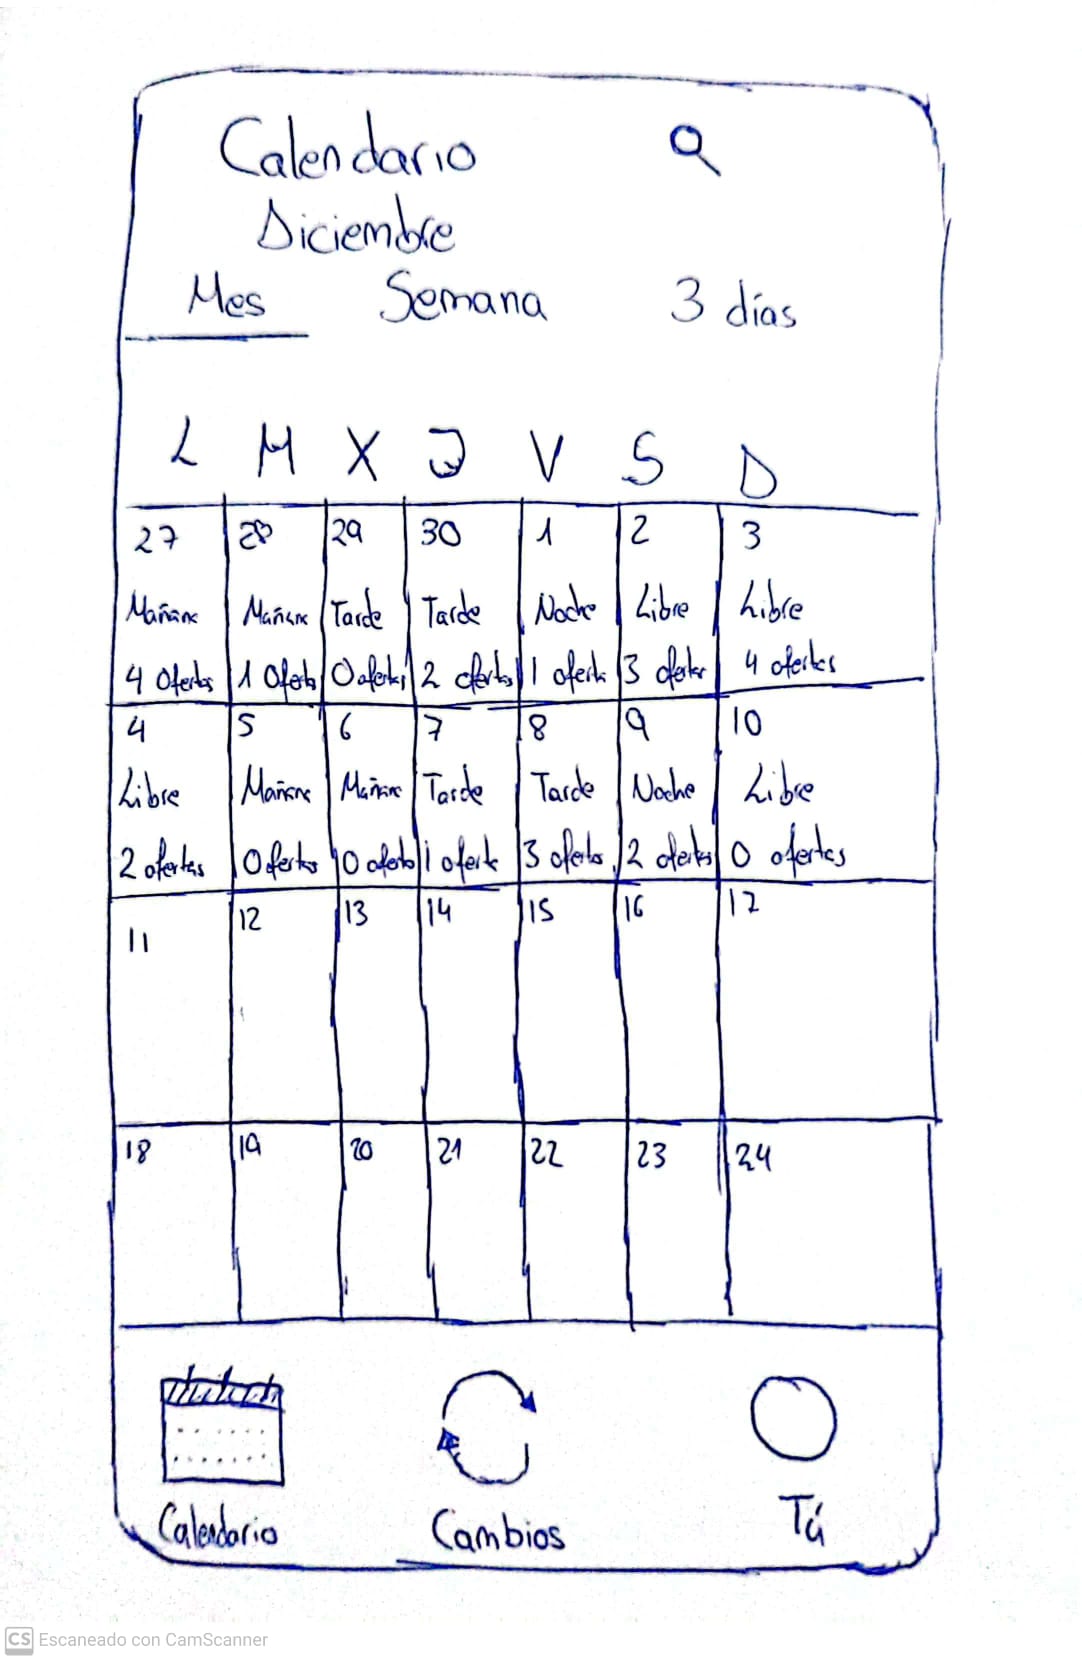 Calendario
Diciembre
Mes Semana 3 días
L M X J V S D
27 28 29 30 1 2 3
Mañana Mañana Tarde Tarde Noche Libre Libre
4 Ofertas 1 Oferta 0 ofertas 2 ofertas 1 oferta 3 ofertas 4 ofertas
4 5 6 7 8 9 10
Libre Mañana Mañana Tarde Tarde Noche Libre
2 ofertas 0 ofertas 0 ofertas 1 oferta 3 ofertas 2 ofertas 0 ofertas
11 12 13 14 15 16 17
18 19 20 21 22 23 24
Calendario Cambios Tú
CS Escaneado con CamScanner